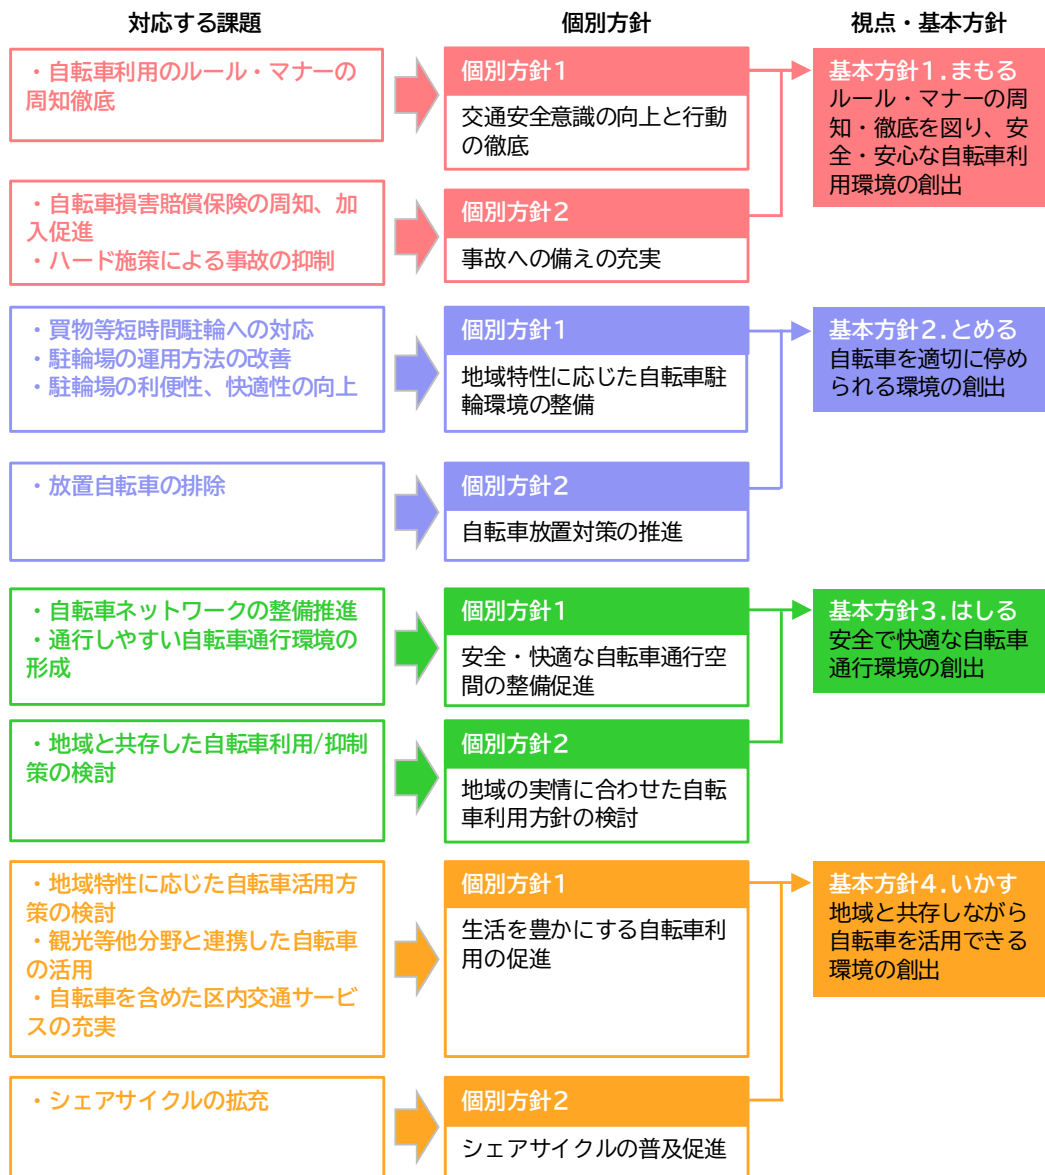 対応する課題
個別方針
視点・基本方針
・自転車利用のルール・マナーの
周知徹底
個別方針1
交通安全意識の向上と行動
の徹底
基本方針1.まもる
ルール・マナーの周
知・徹底を図り、安
全・安心な自転車利
用環境の創出
・自転車損害賠償保険の周知、加
入促進
・ハード施策による事故の抑制
個別方針2
事故への備えの充実
・買物等短時間駐輪への対応
・駐輪場の運用方法の改善
・駐輪場の利便性、快適性の向上
個別方針1
地域特性に応じた自転車駐
輪環境の整備
基本方針2.とめる
自転車を適切に停め
られる環境の創出
・放置自転車の排除
個別方針2
自転車放置対策の推進
・自転車ネットワークの整備推進
・通行しやすい自転車通行環境の
形成
個別方針1
安全・快適な自転車通行空
間の整備促進
基本方針3.はしる
安全で快適な自転車
通行環境の創出
・地域と共存した自転車利用/抑制
策の検討
個別方針2
地域の実情に合わせた自転
車利用方針の検討
・地域特性に応じた自転車活用方
策の検討
・観光等他分野と連携した自転車
の活用
・自転車を含めた区内交通サービ
スの充実
個別方針1
生活を豊かにする自転車利
用の促進
基本方針4.いかす
地域と共存しながら
自転車を活用できる
環境の創出
・シェアサイクルの拡充
個別方針2
シェアサイクルの普及促進